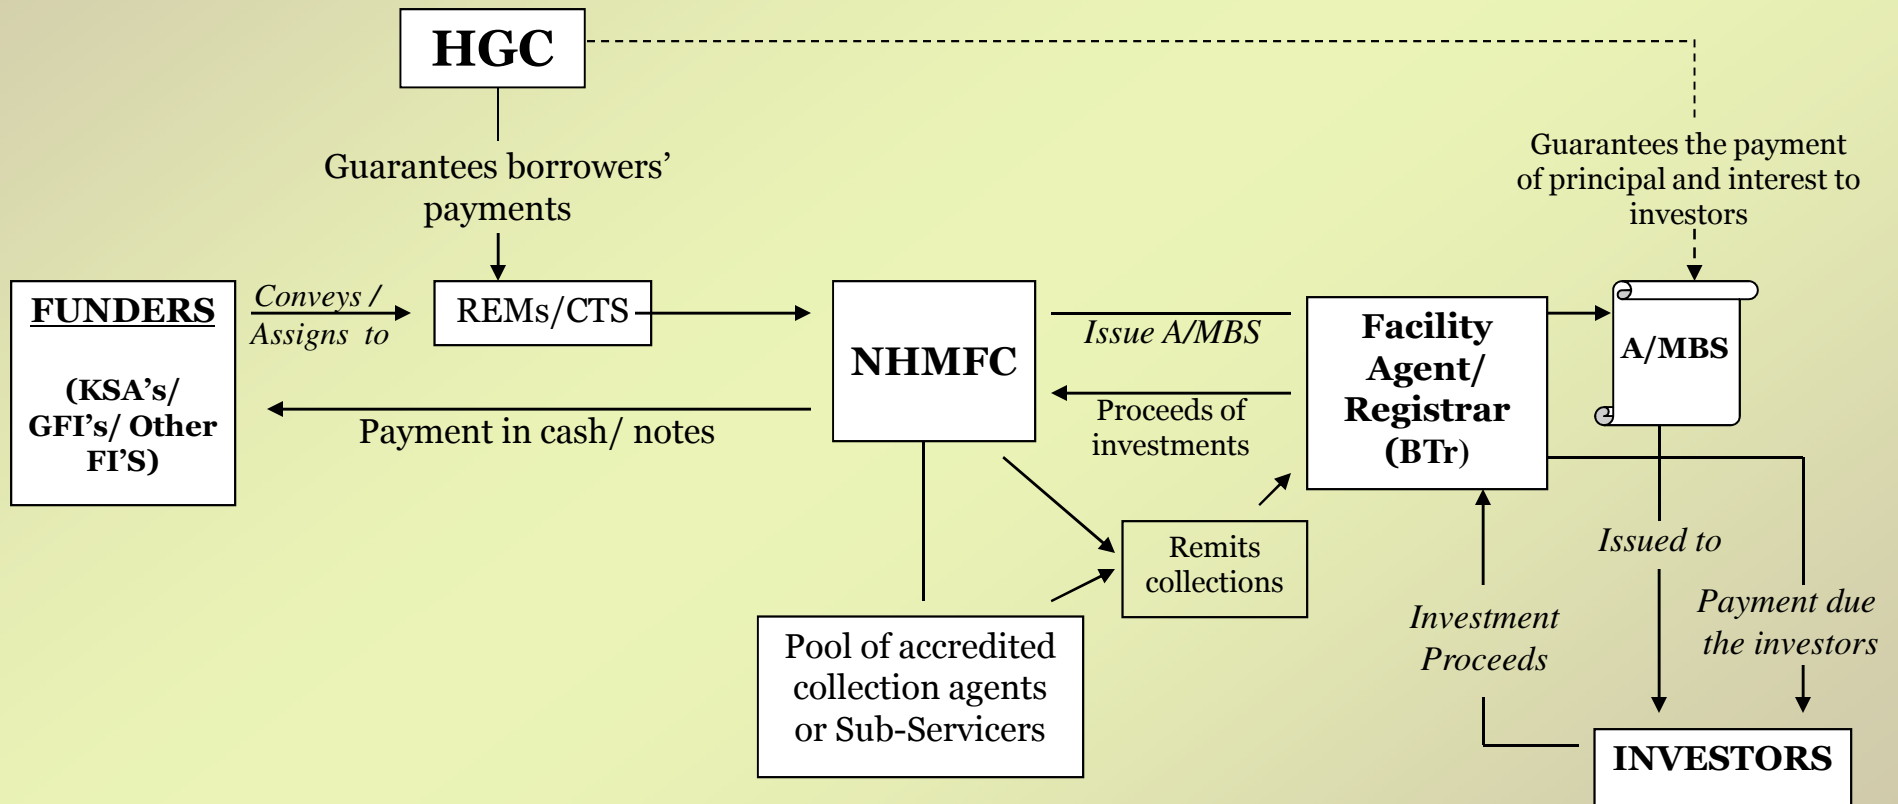 HGC
Guarantees borrowers’
payments
Guarantees the payment
of principal and interest to
investors
FUNDERS
(KSA’s/
GFI’s/ Other
FI’S)
Conveys /
Assigns to
REMs/CTS
NHMFC
Issue A/MBS
Proceeds of
investments
Payment in cash/ notes
Facility
Agent/
Registrar
(BTr)
A/MBS
Remits
collections
Pool of accredited
collection agents
or Sub-Servicers
Issued to
Investment
Proceeds
Payment due
the investors
INVESTORS